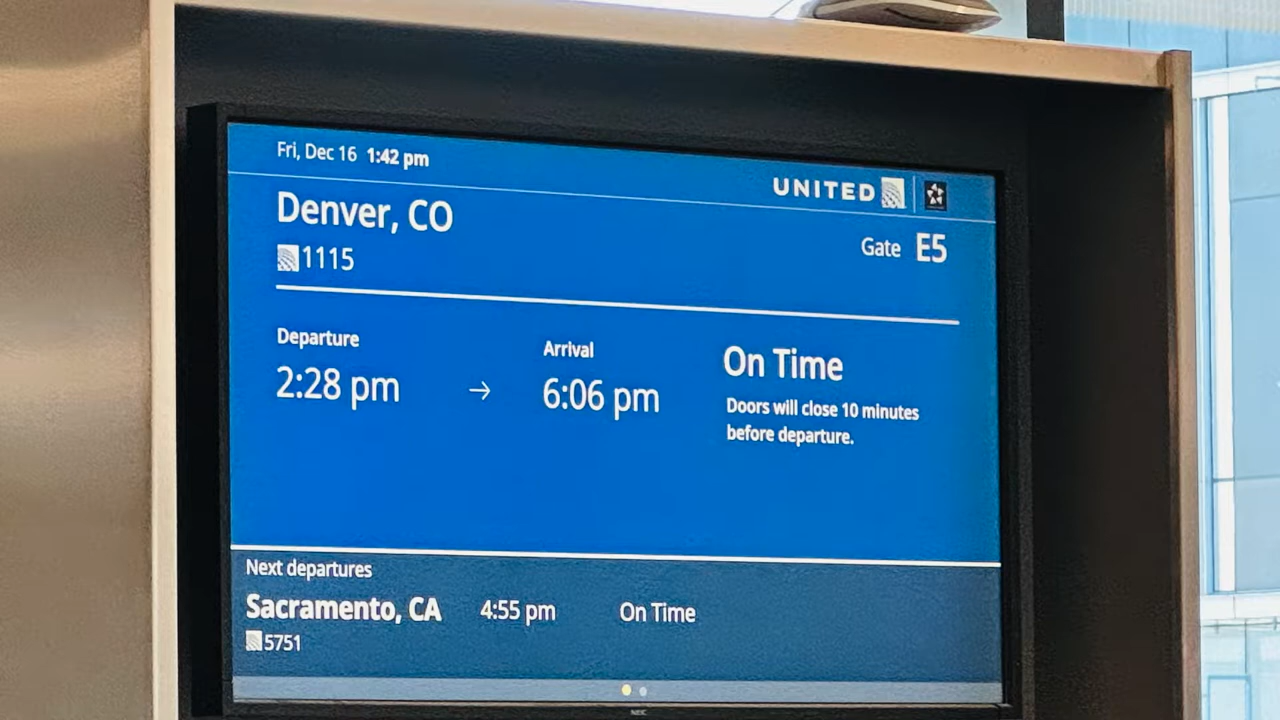 Fri, Dec 16 1:42 pm
UNITED
Denver, CO
1115
Gate E5
Departure
2:28 pm
→
Arrival
6:06 pm
On Time
Doors will close 10 minutes
before departure.
Next departures
Sacramento, CA 4:55 pm On Time
5751
NEC